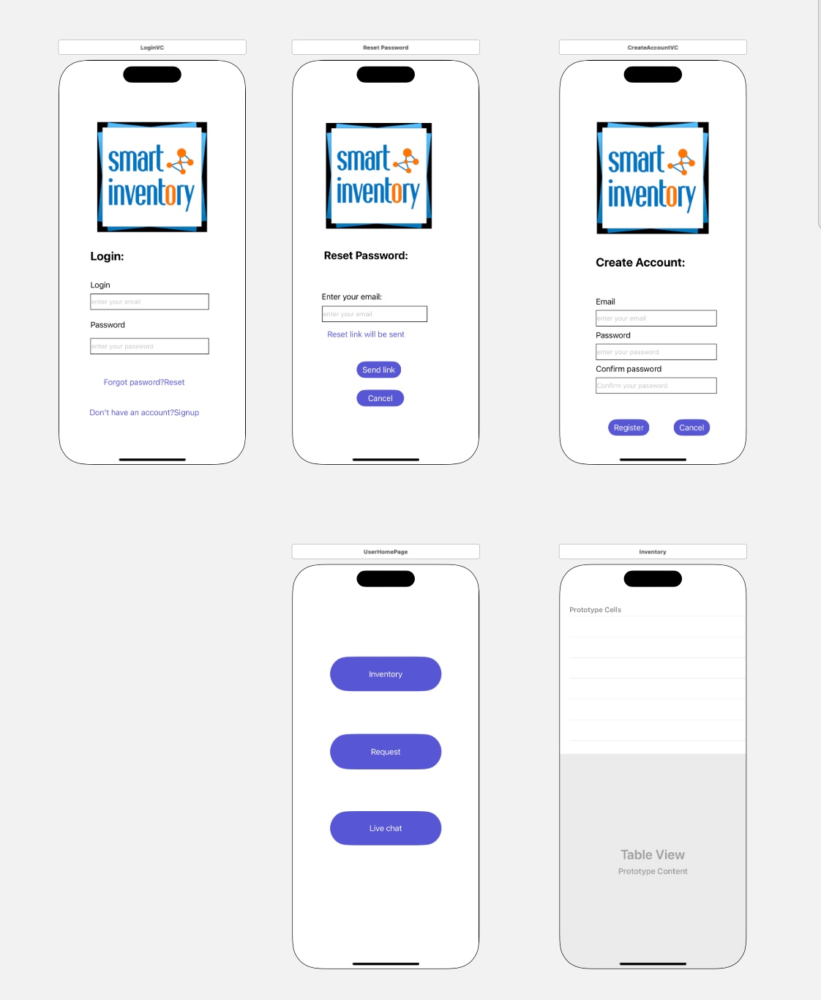 LoginVC
smart
inventory
Login:
Login
enter your email
Password
enter your password
Forgot pasword?Reset
Don't have an account?Signup
Reset Password
smart
inventory
Reset Password:
Enter your email:
enter your email
Reset link will be sent
Send link
Cancel
CreateAccountVC
smart
inventory
Create Account:
Email
enter your email
Password
enter your password
Confirm password
Confirm your password
Register
Cancel
UserHomePage
Inventory
Request
Live chat
Inventory
Prototype Cells
Table View
Prototype Content